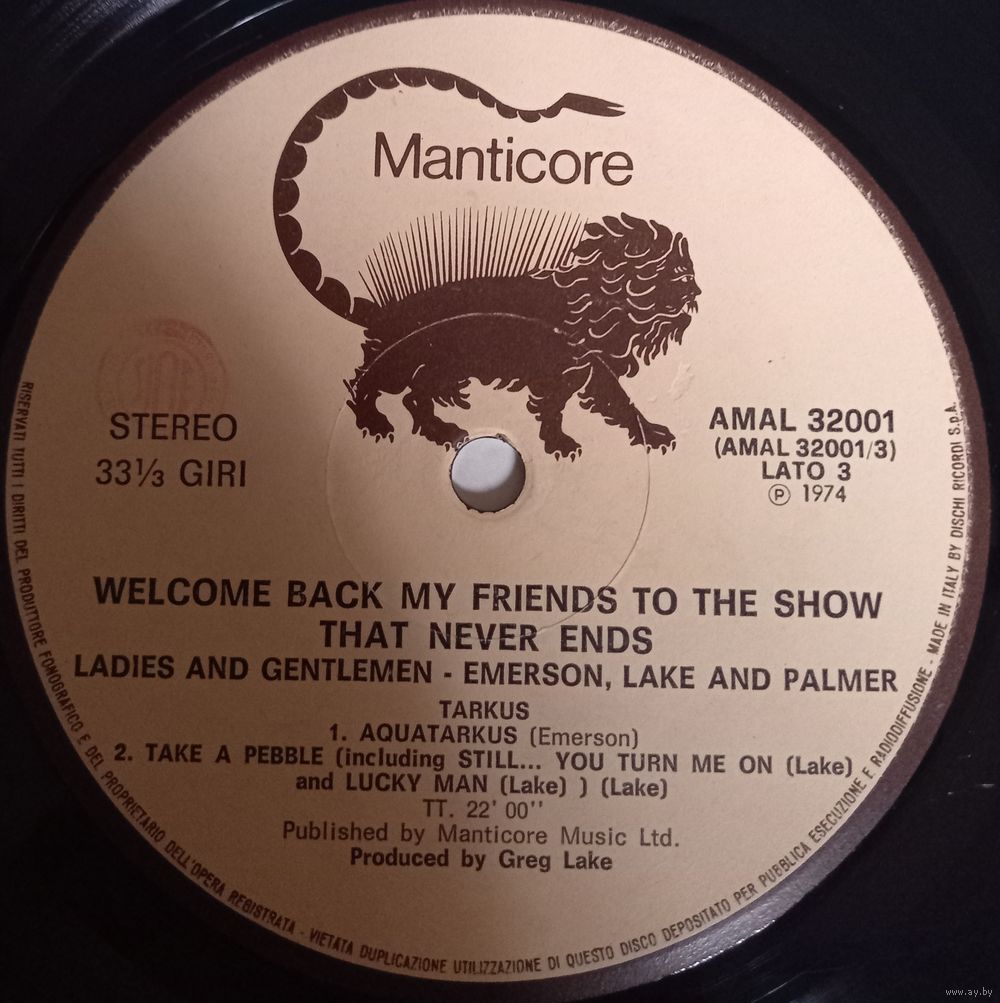 Manticore
STEREO
33⅓ GIRI
AMAL 32001
(AMAL 32001/3)
LATO 3
℗ 1974
WELCOME BACK MY FRIENDS TO THE SHOW
THAT NEVER ENDS
LADIES AND GENTLEMEN - EMERSON, LAKE AND PALMER
TARKUS
1. AQUATARKUS (Emerson)
2. TAKE A PEBBLE (including STILL... YOU TURN ME ON (Lake)
and LUCKY MAN (Lake) ) (Lake)
TT. 22' 00''
Published by Manticore Music Ltd.
Produced by Greg Lake
RISERVATI TUTTI I DIRITTI DEL PRODUTTORE FONOGRAFICO E DEL PROPRIETARIO DELL'OPERA REGISTRATA - VIETATA DUPLICAZIONE UTILIZZAZIONE DI QUESTO DISCO DEPOSITATO PER PUBBLICA ESECUZIONE E RADIODIFFUSIONE - MADE IN ITALY BY DISCHI RICORDI S.p.A.
www.ay.by